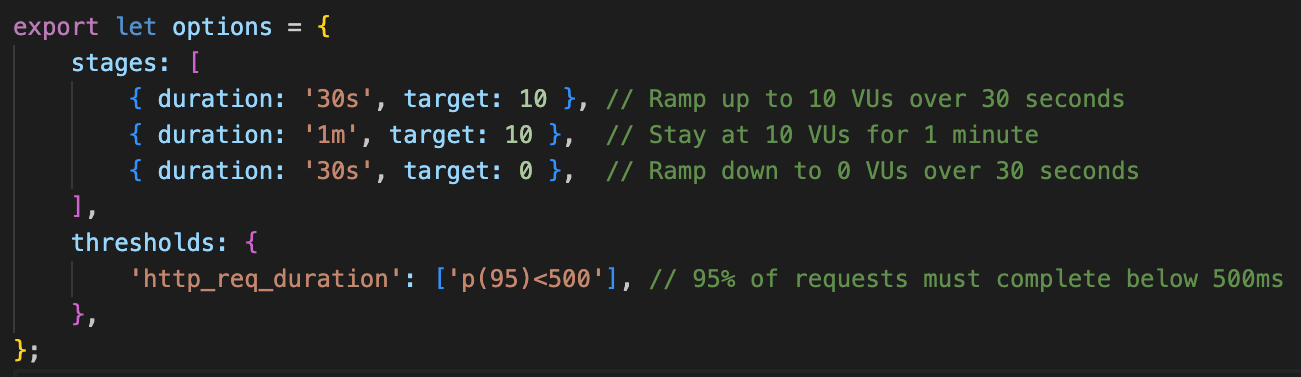 export let options = {
    stages: [
        { duration: '30s', target: 10 }, // Ramp up to 10 VUs over 30 seconds
        { duration: '1m', target: 10 },  // Stay at 10 VUs for 1 minute
        { duration: '30s', target: 0 },  // Ramp down to 0 VUs over 30 seconds
    ],
    thresholds: {
        'http_req_duration': ['p(95)<500'], // 95% of requests must complete below 500ms
    },
};